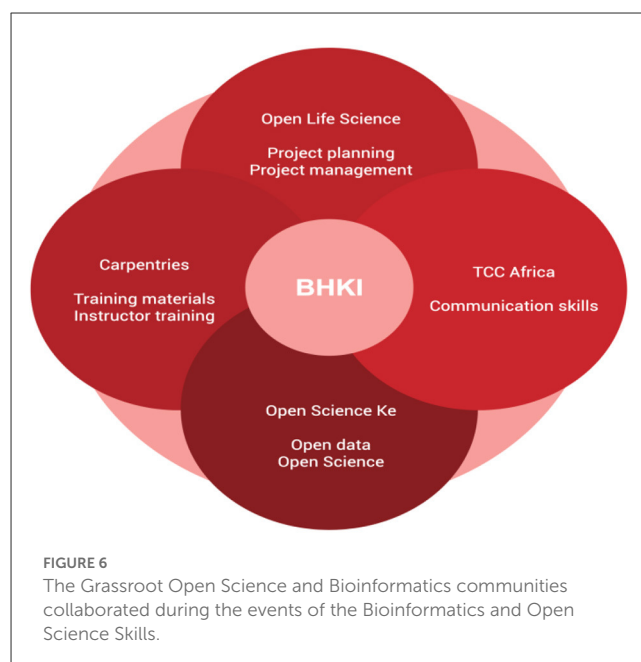 Open Life Science
Project planning
Project management
Carpentries
Training materials
Instructor training
BHKI
TCC Africa
Communication skills
Open Science Ke
Open data
Open Science
FIGURE 6
The Grassroot Open Science and Bioinformatics communities
collaborated during the events of the Bioinformatics and Open
Science Skills.